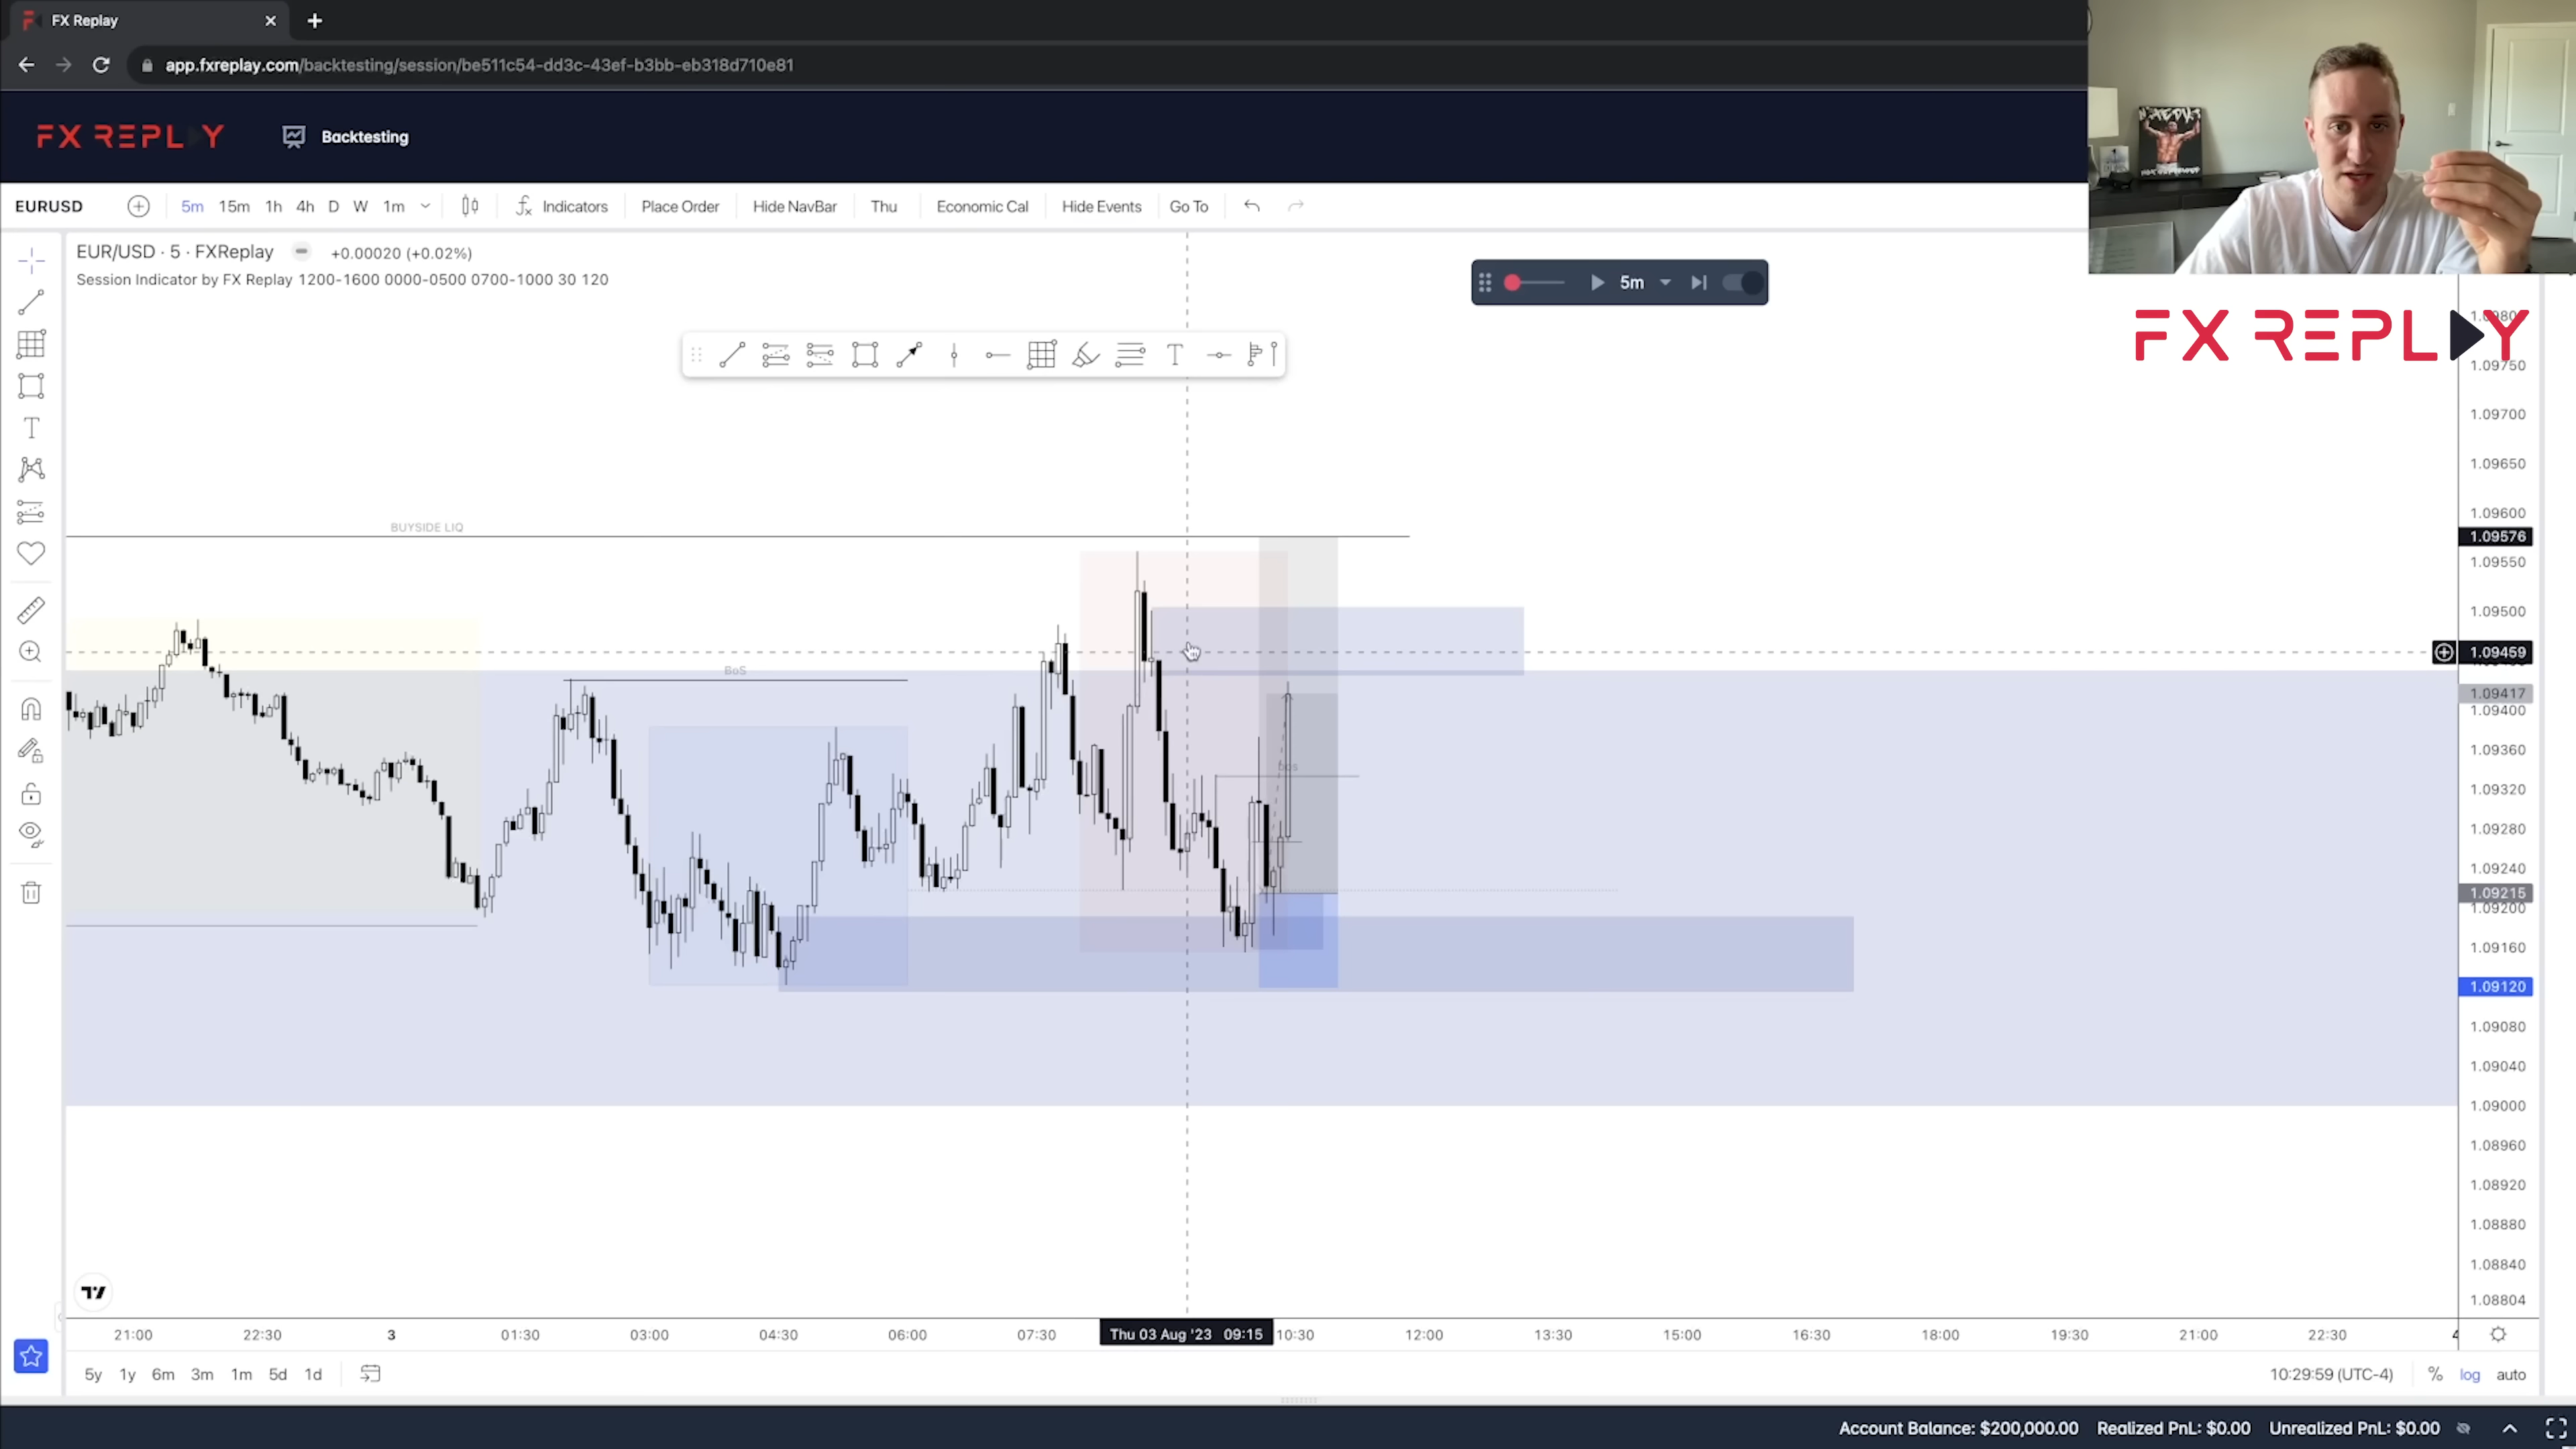 FX Replay
app.fxreplay.com/backtesting/session/be511c54-dd3c-43ef-b3bb-eb318d710e81
FX REPLAY
Backtesting
EURUSD
5m 15m 1h 4h D W 1m
Indicators
Place Order
Hide NavBar
Thu
Economic Cal
Hide Events
Go To
EUR/USD · 5 · FXReplay
+0.00020 (+0.02%)
Session Indicator by FX Replay 1200-1600 0000-0500 0700-1000 30 120
5m
FX REPLAY
1.09750
1.09700
1.09650
1.09600
BUYSIDE LIQ
1.09576
1.09550
1.09500
1.09459
BoS
1.09417
1.09400
1.09360
1.09320
1.09280
1.09240
1.09215
1.09200
1.09160
1.09120
1.09080
1.09040
1.09000
1.08960
1.08920
1.08880
1.08840
1.08804
21:00 22:30 3 01:30 03:00 04:30 06:00 07:30 Thu 03 Aug '23 09:15 10:30 12:00 13:30 15:00 16:30 18:00 19:30 21:00 22:30
5y 1y 6m 3m 1m 5d 1d
10:29:59 (UTC-4) % log auto
Account Balance: $200,000.00 Realized PnL: $0.00 Unrealized PnL: $0.00